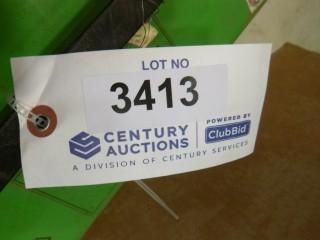 LOT NO
3413
CENTURY AUCTIONS
POWERED BY
ClubBid
A DIVISION OF CENTURY SERVICES